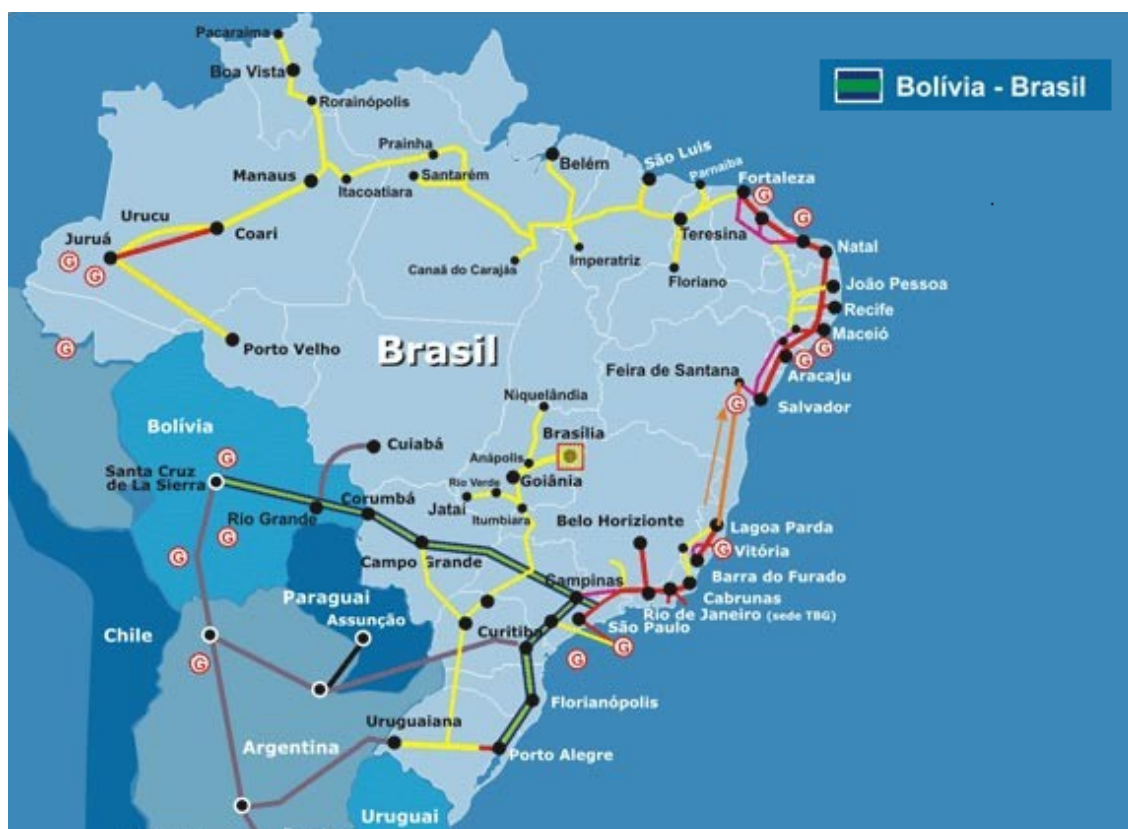 Pacaraima
Bolívia - Brasil
Boa Vista
Rorainópolis
Prainha
Belém
São Luis
Parnaiba
Santarém
Manaus
Itacoatiara
Fortaleza
G
Urucu
G
Juruá
Coari
Teresina
Natal
G
G
Canaã do Carajás
Imperatriz
Floriano
João Pessoa
Recife
Maceió
G
Porto Velho
Brasil
G
G
Feira de Santana
Aracaju
Niquelândia
G
Salvador
Bolívia
Brasília
Cuiabá
G
Anápolis
Santa Cruz
de La Sierra
Goiânia
Rio Verde
Corumbá
Jataí
Itumbiara
Rio Grande
Belo Horizionte
Lagoa Parda
G
G
G
Vitória
Campo Grande
Campinas
Barra do Furado
Paraguai
Cabrunas
Rio de Janeiro (sede TBG)
Assunção
Chile
Curitiba
São Paulo
G
G
G
Florianópolis
Uruguaiana
Argentina
Porto Alegre
Uruguai